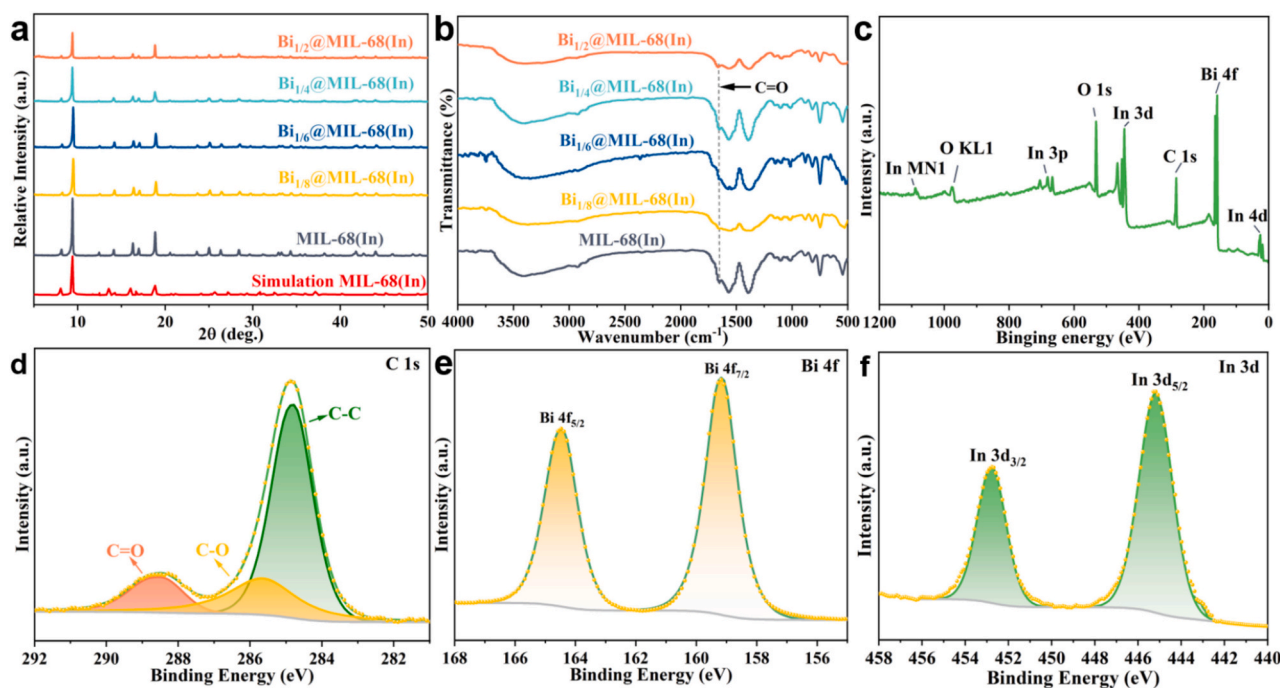 a
Relative Intensity (a.u.)
Bi1/2@MIL-68(In)
Bi1/4@MIL-68(In)
Bi1/6@MIL-68(In)
Bi1/8@MIL-68(In)
MIL-68(In)
Simulation MIL-68(In)
10 20 30 40 50
2θ (deg.)
b
Transmittance (%)
Bi1/2@MIL-68(In)
C=O
Bi1/4@MIL-68(In)
Bi1/6@MIL-68(In)
Bi1/8@MIL-68(In)
MIL-68(In)
4000 3500 3000 2500 2000 1500 1000 500
Wavenumber (cm-1)
c
Intensity (a.u.)
In MN1
O KL1
In 3p
O 1s
In 3d
C 1s
Bi 4f
In 4d
1200 1000 800 600 400 200 0
Binging energy (eV)
d
C 1s
Intensity (a.u.)
C=O
C-O
C-C
292 290 288 286 284 282
Binding Energy (eV)
e
Bi 4f
Intensity (a.u.)
Bi 4f5/2
Bi 4f7/2
168 166 164 162 160 158 156
Binding Energy (eV)
f
In 3d
Intensity (a.u.)
In 3d3/2
In 3d5/2
458 456 454 452 450 448 446 444 442 440
Binding Energy (eV)